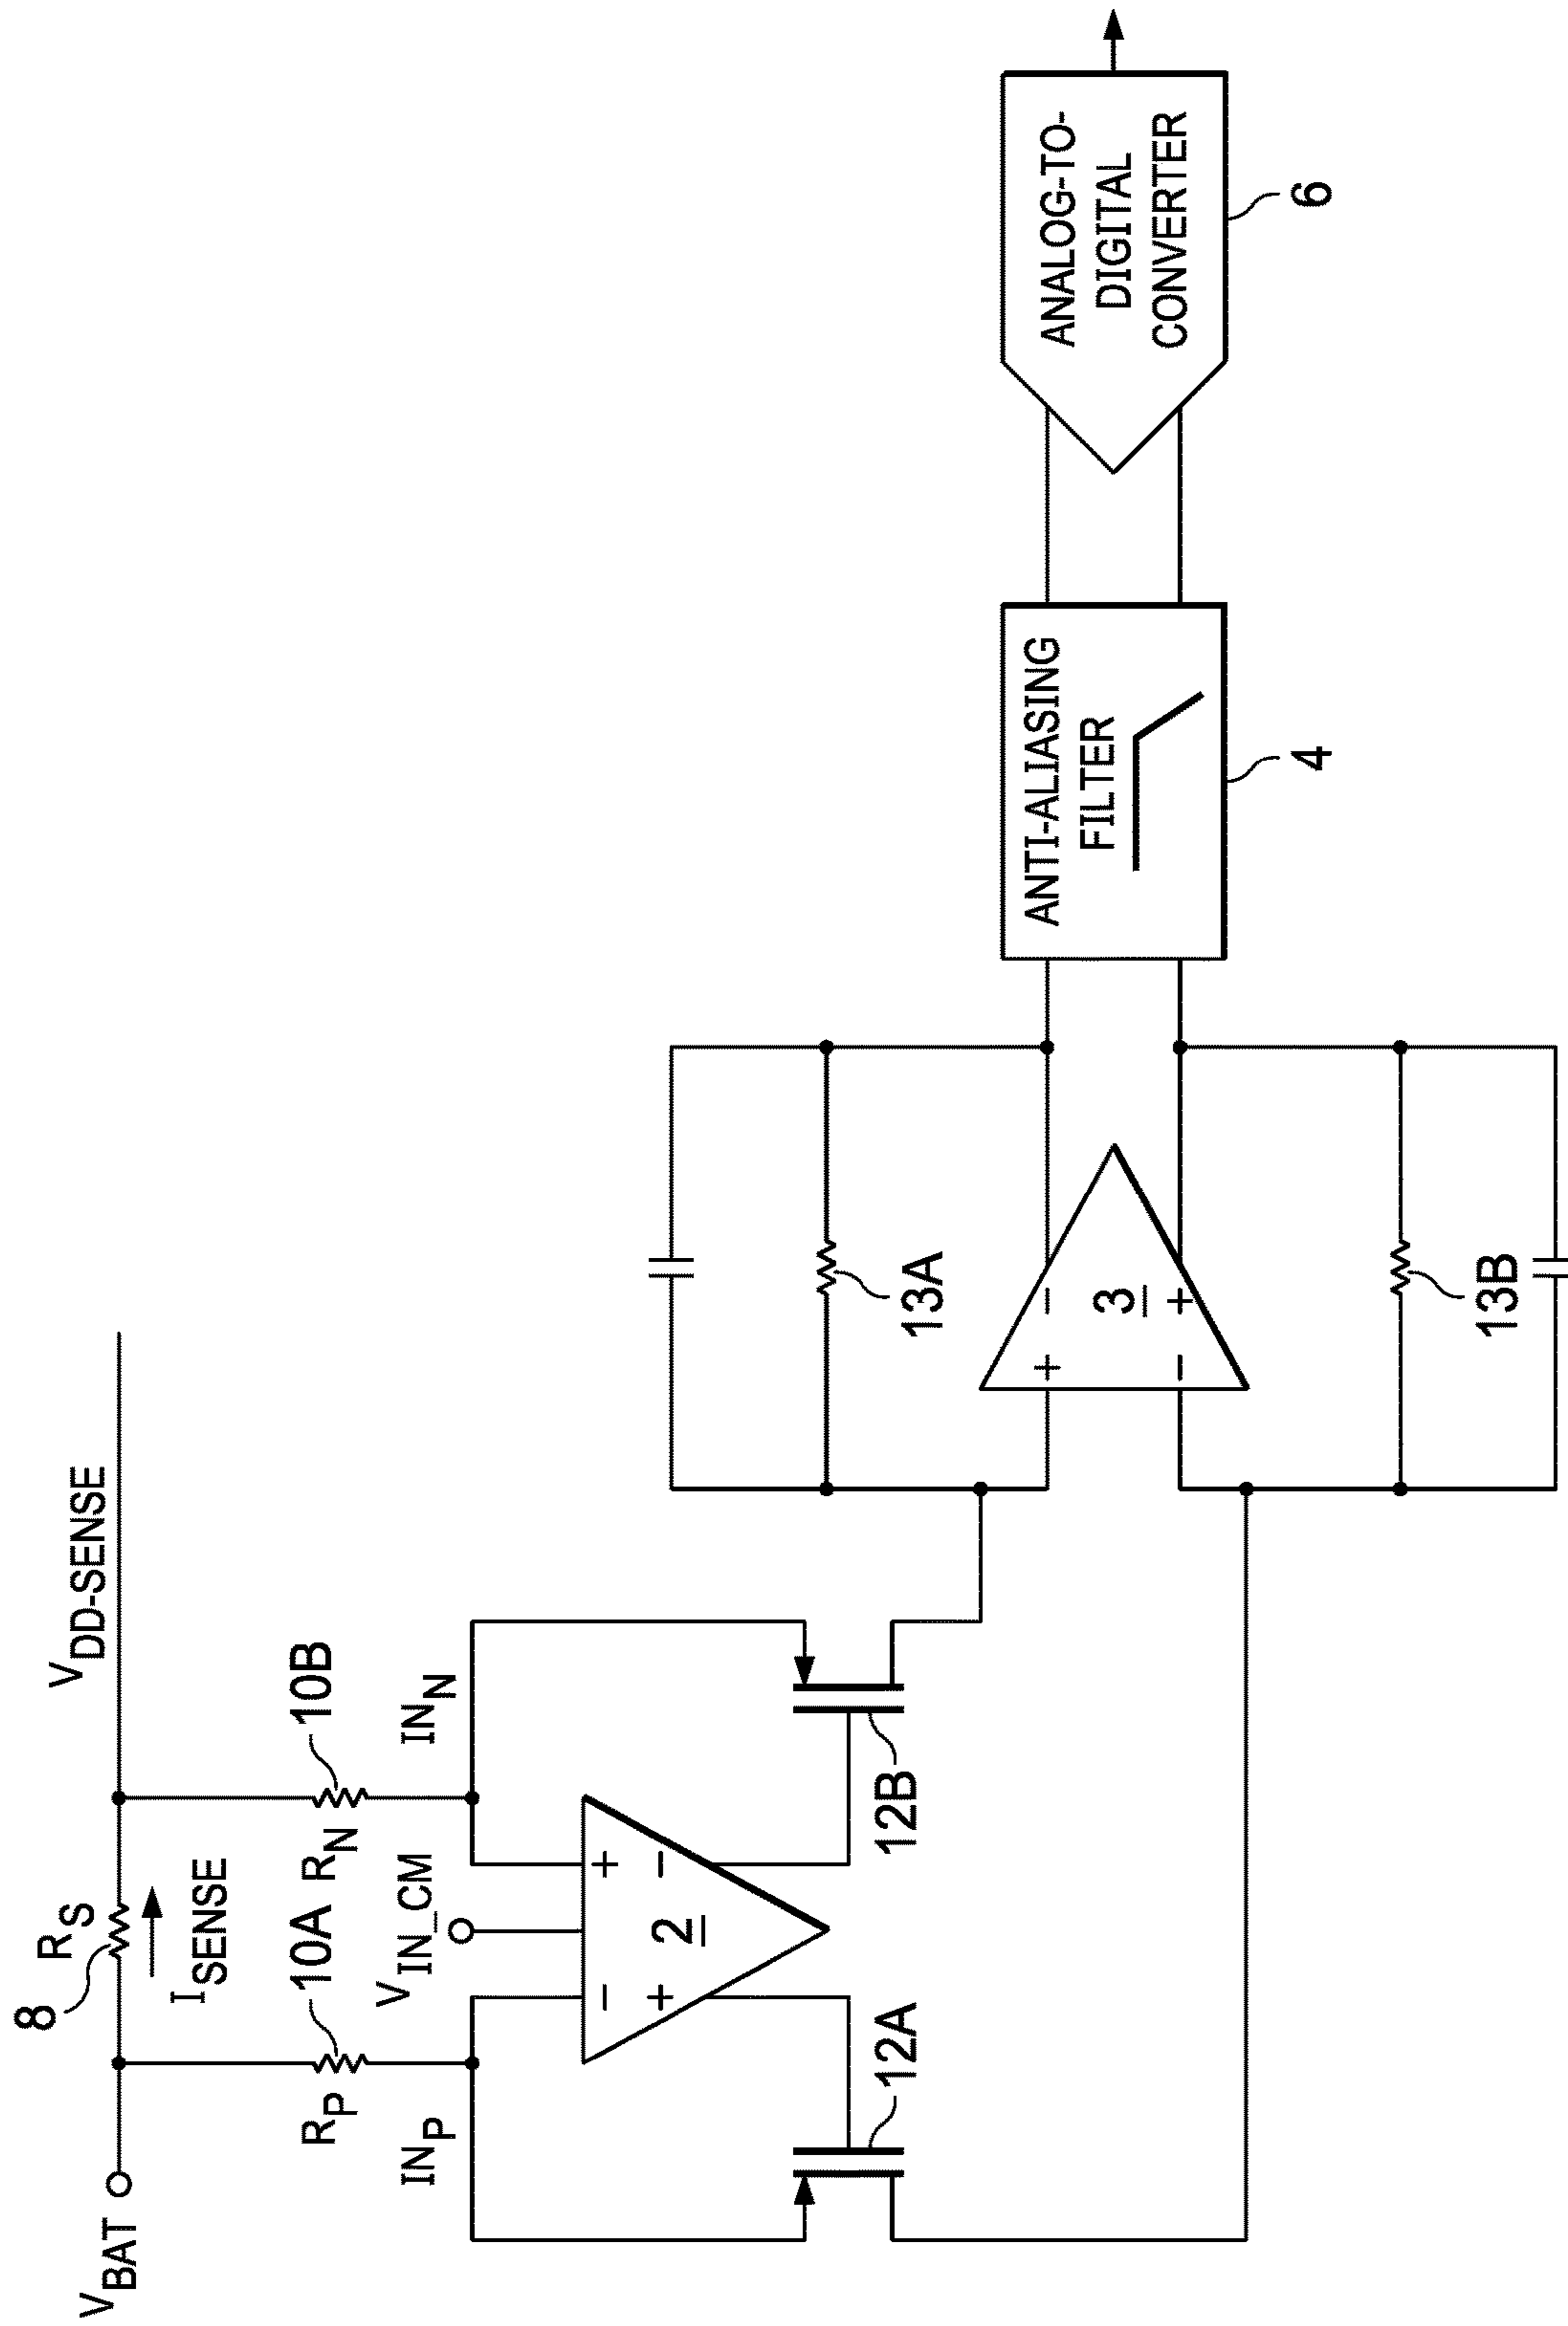 V_BAT
8
R_S
I_SENSE
V_DD-SENSE
R_P
10A
R_N
10B
IN_P
V_IN_CM
IN_N
− +
2
+ −
12A
12B
13A
+ −
3
− +
13B
ANTI-ALIASING
FILTER
4
ANALOG-TO-
DIGITAL
CONVERTER
6